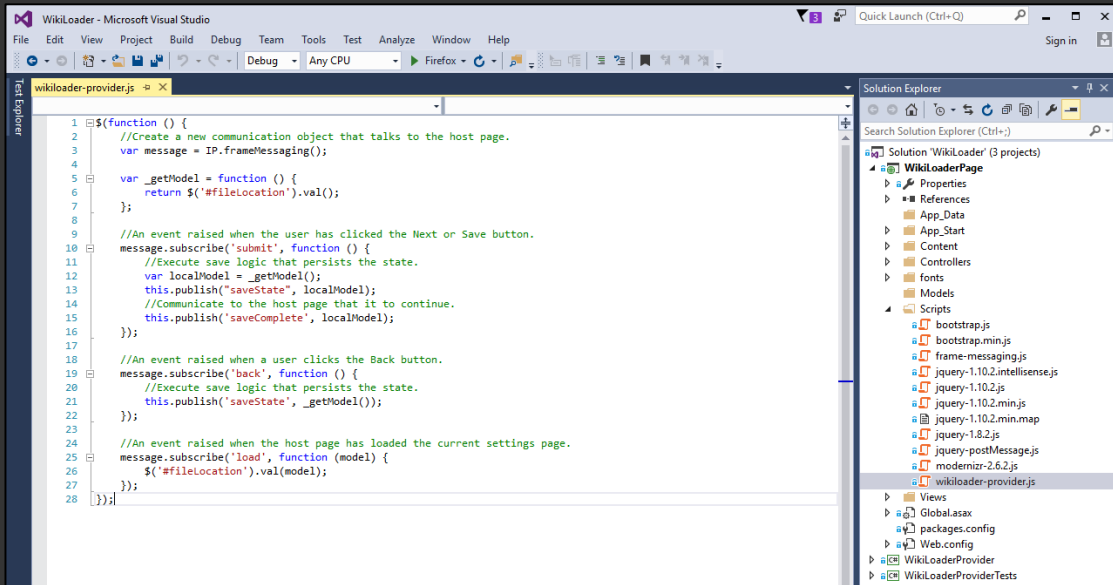 WikiLoader - Microsoft Visual Studio
3
Quick Launch (Ctrl+Q)
File Edit View Project Build Debug Team Tools Test Analyze Window Help
Sign in
Debug Any CPU Firefox
Test Explorer
wikiloader-provider.js
1 $(function () {
2 //Create a new communication object that talks to the host page.
3 var message = IP.frameMessaging();
4
5 var _getModel = function () {
6 return $('#fileLocation').val();
7 };
8
9 //An event raised when the user has clicked the Next or Save button.
10 message.subscribe('submit', function () {
11 //Execute save logic that persists the state.
12 var localModel = _getModel();
13 this.publish("saveState", localModel);
14 //Communicate to the host page that it to continue.
15 this.publish('saveComplete', localModel);
16 });
17
18 //An event raised when a user clicks the Back button.
19 message.subscribe('back', function () {
20 //Execute save logic that persists the state.
21 this.publish('saveState', _getModel());
22 });
23
24 //An event raised when the host page has loaded the current settings page.
25 message.subscribe('load', function (model) {
26 $('#fileLocation').val(model);
27 });
28 });
Solution Explorer
Search Solution Explorer (Ctrl+;)
Solution 'WikiLoader' (3 projects)
WikiLoaderPage
Properties
References
App_Data
App_Start
Content
Controllers
fonts
Models
Scripts
bootstrap.js
bootstrap.min.js
frame-messaging.js
jquery-1.10.2.intellisense.js
jquery-1.10.2.js
jquery-1.10.2.min.js
jquery-1.10.2.min.map
jquery-1.8.2.js
jquery-postMessage.js
modernizr-2.6.2.js
wikiloader-provider.js
Views
Global.asax
packages.config
Web.config
WikiLoaderProvider
WikiLoaderProviderTests